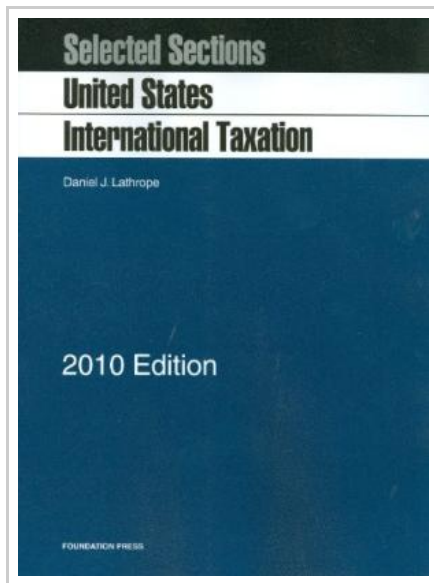 Selected Sections
United States
International Taxation
Daniel J. Lathrope
2010 Edition
FOUNDATION PRESS